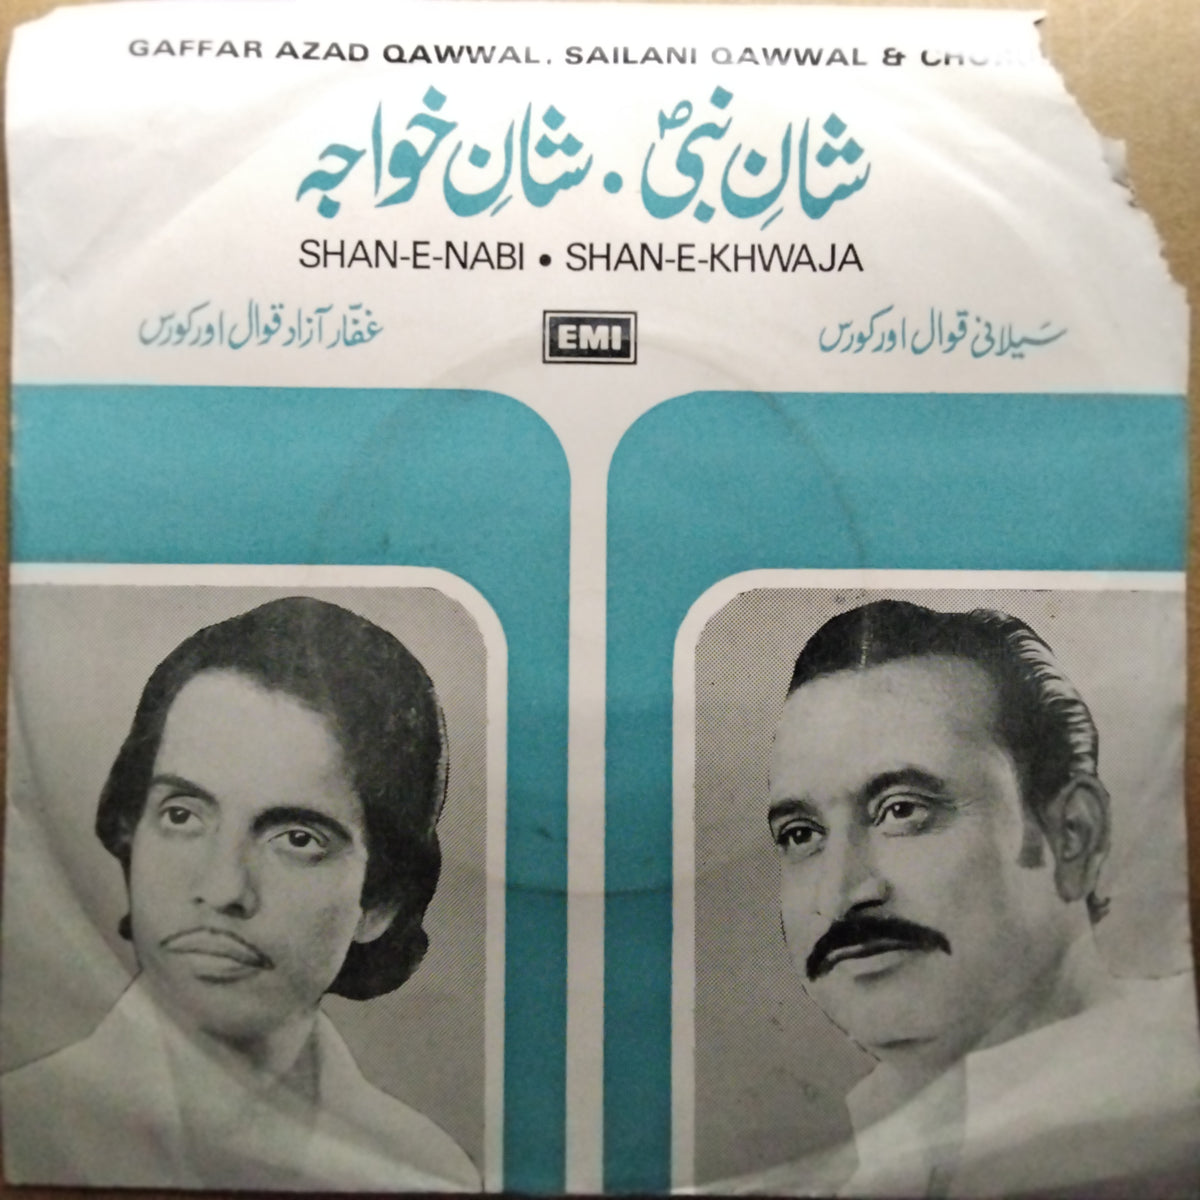 GAFFAR AZAD QAWWAL, SAILANI QAWWAL &
شانِ نبیؐ • شانِ خواجہ
SHAN-E-NABI • SHAN-E-KHWAJA
سَیلانی قوال اور کورس
EMI
غفّار آزاد قوال اور کورس